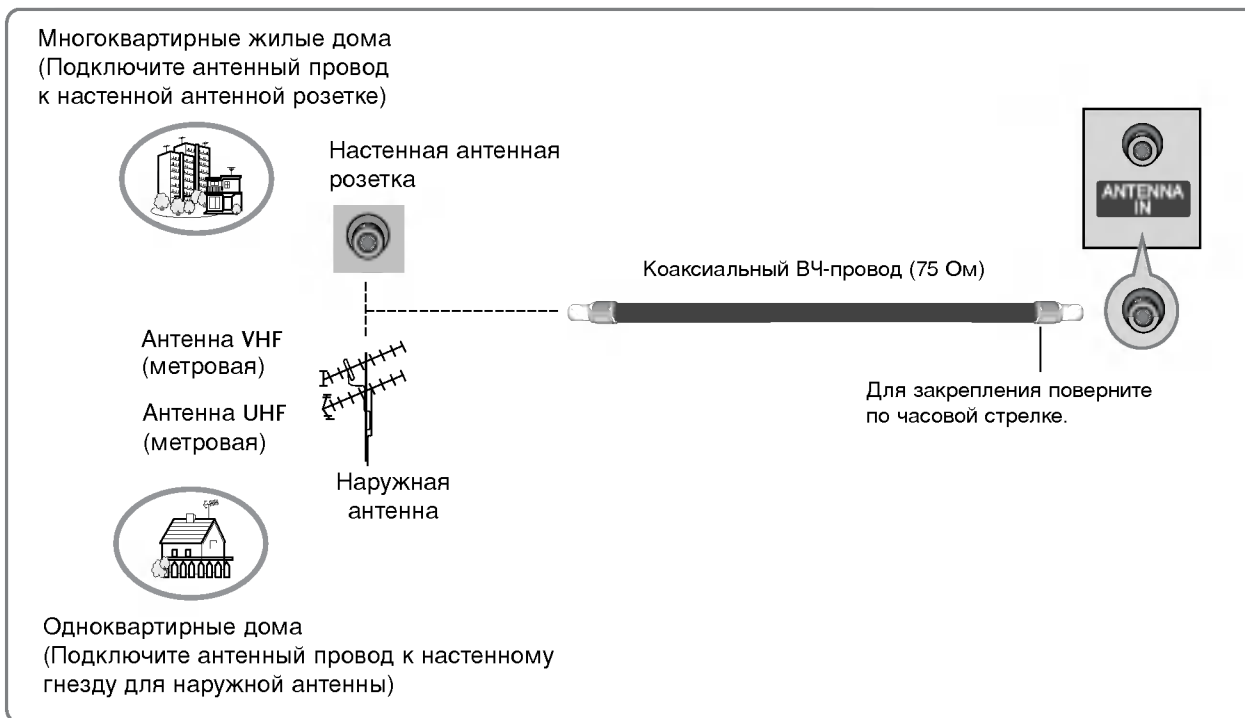 Многоквартирные жилые дома
(Подключите антенный провод
к настенной антенной розетке)
Настенная антенная
розетка
ANTENNA
IN
Коаксиальный ВЧ-провод (75 Ом)
Антенна VHF
(метровая)
Антенна UHF
(метровая)
Для закрепления поверните
по часовой стрелке.
Наружная
антенна
Одноквартирные дома
(Подключите антенный провод к настенному
гнезду для наружной антенны)